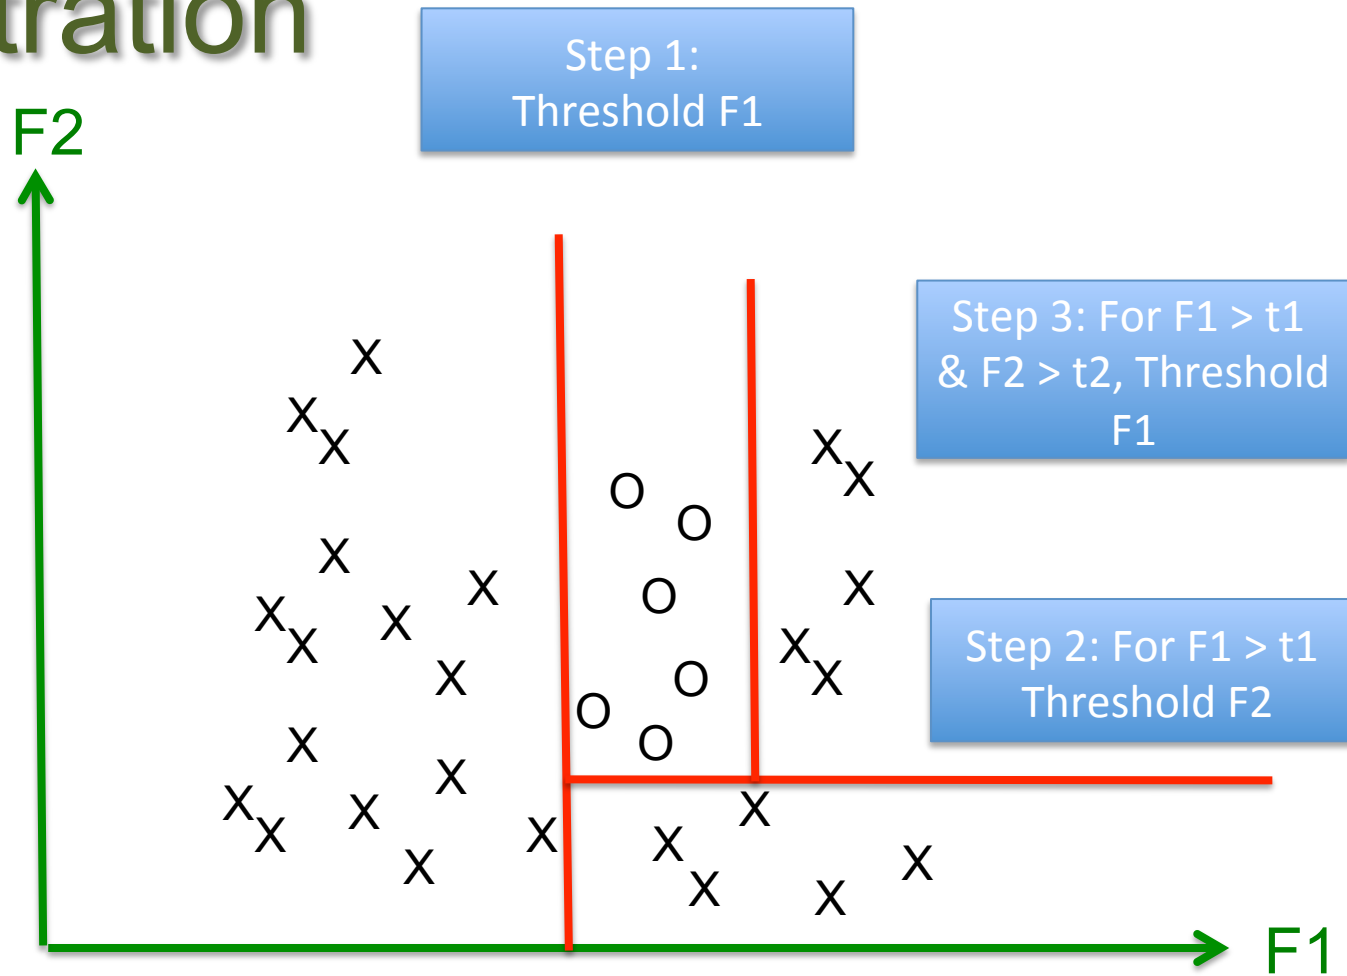 tration
Step 1:
Threshold F1
F2
Step 3: For F1 > t1
& F2 > t2, Threshold
F1
Step 2: For F1 > t1
Threshold F2
F1